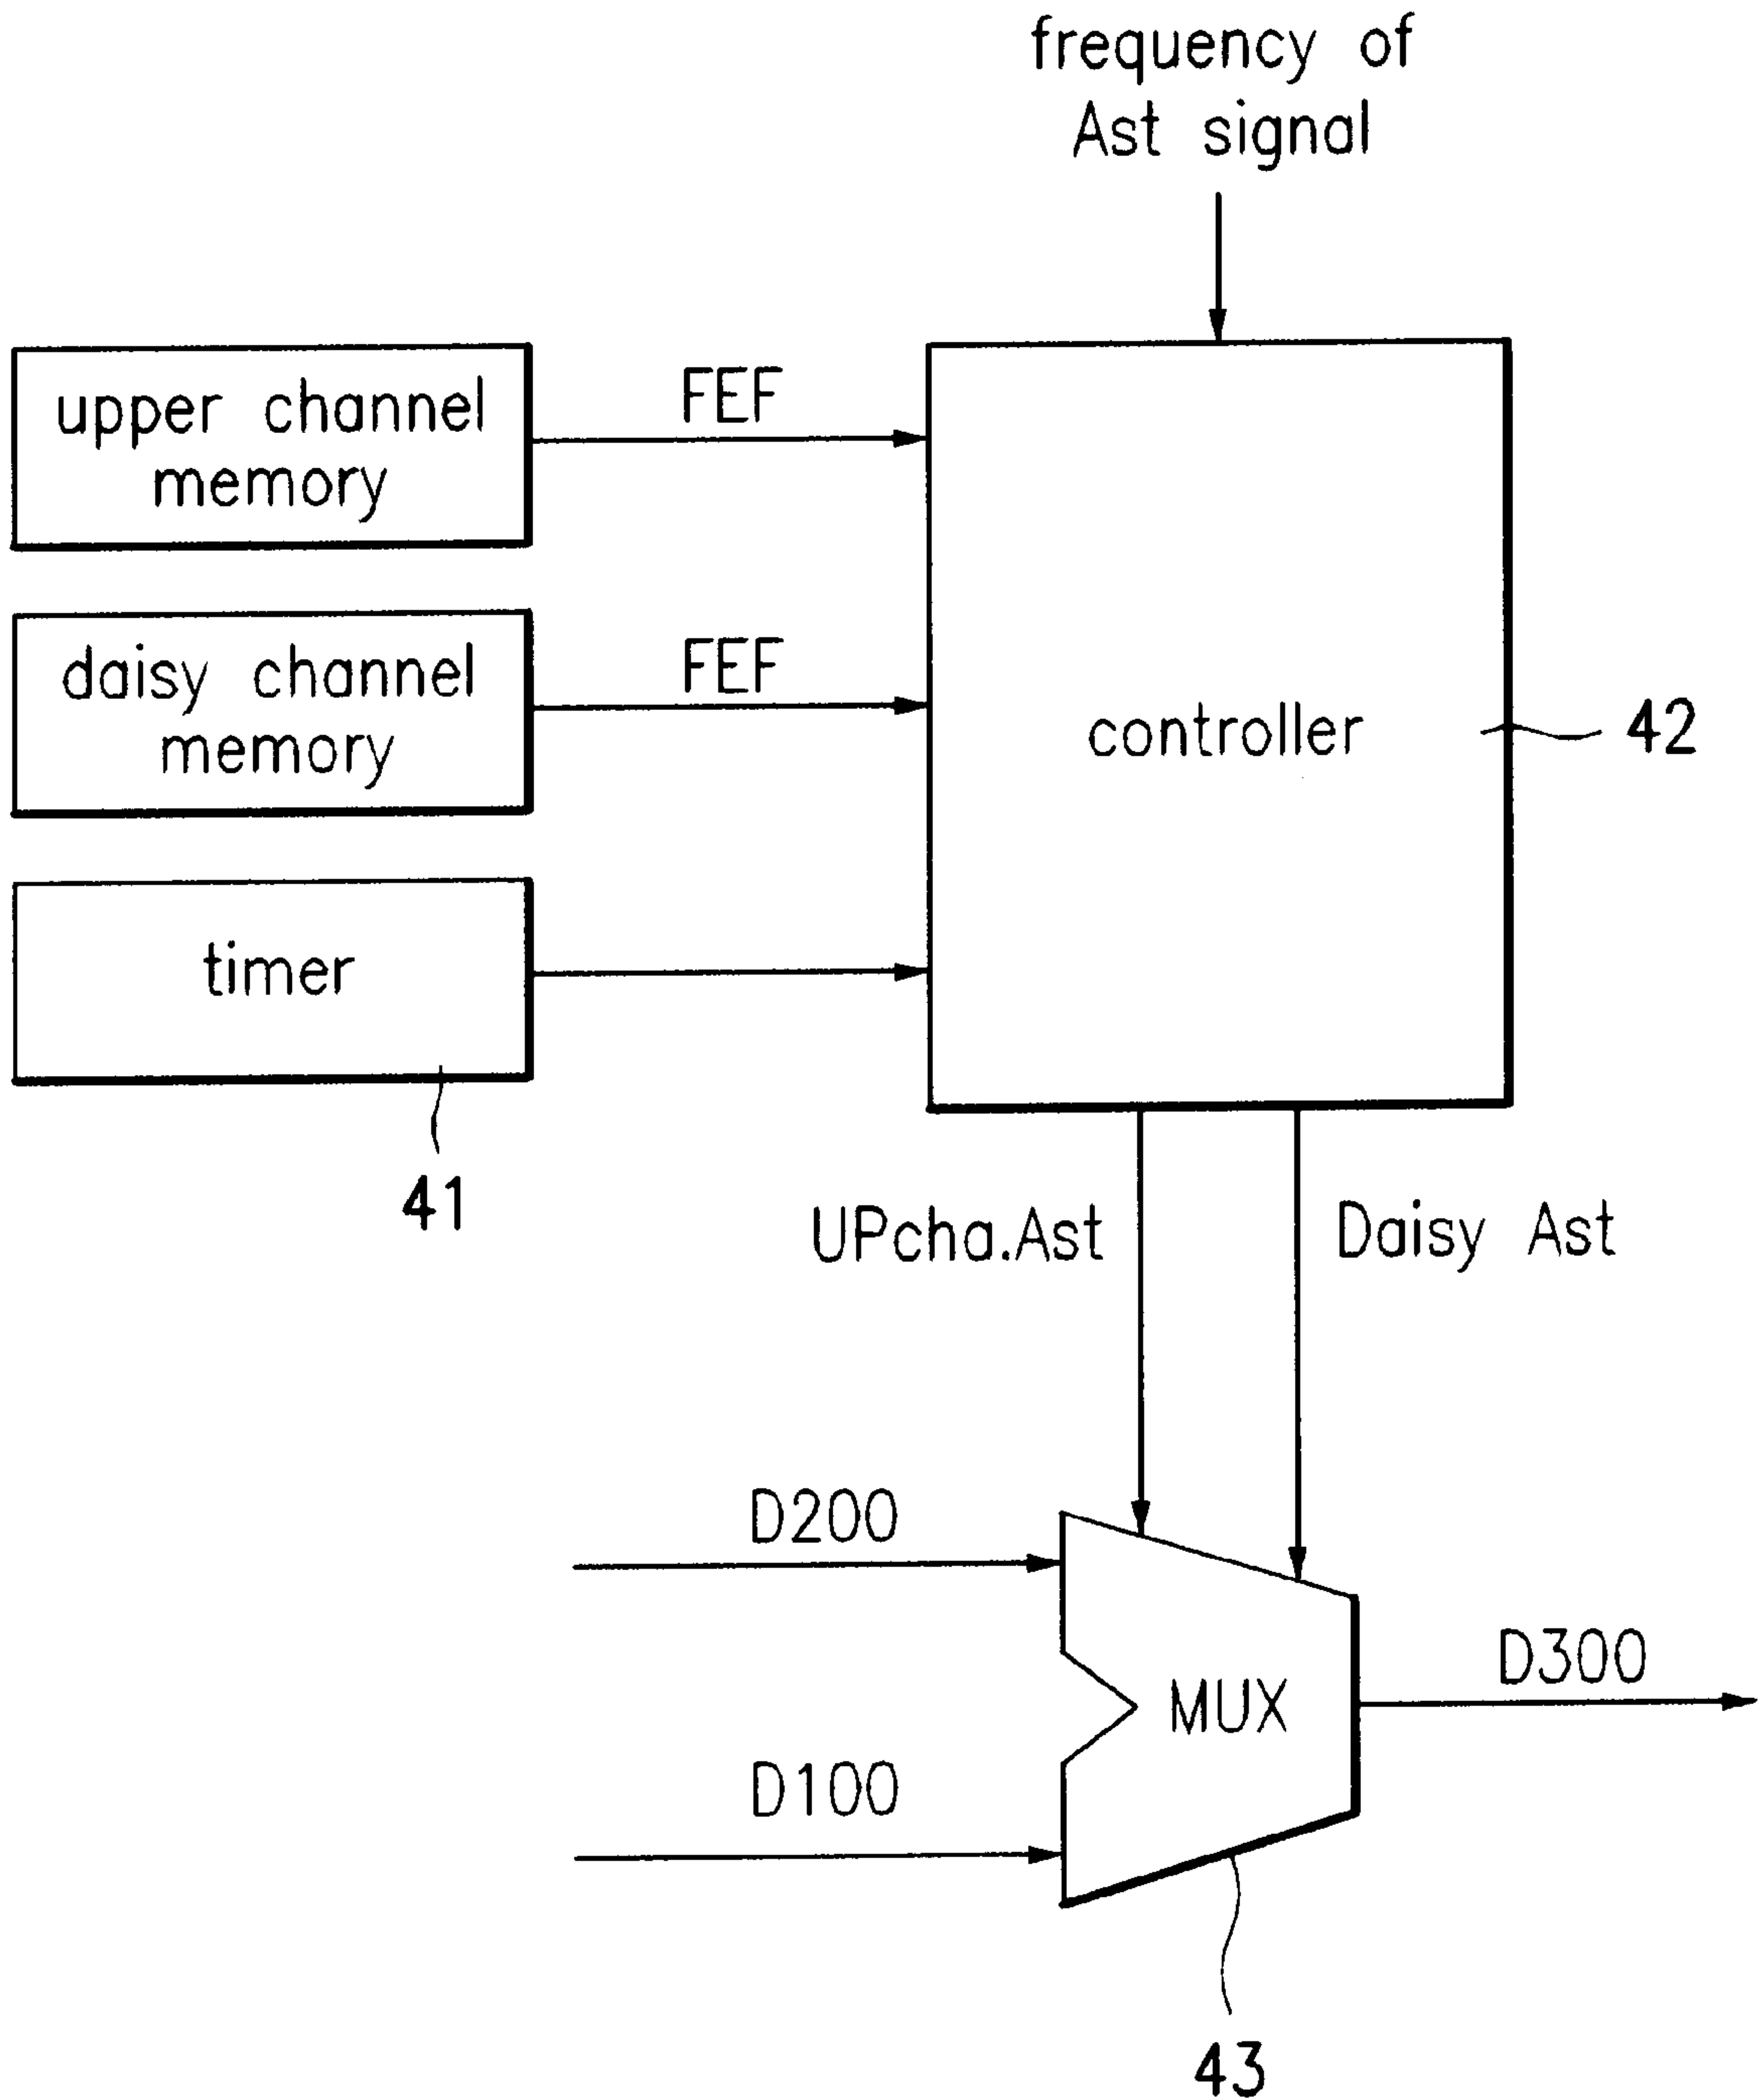 frequency of
Ast signal
upper channel
memory
FEF
daisy channel
memory
FEF
controller
42
timer
41
UPcha.Ast
Daisy Ast
D200
MUX
D300
D100
43